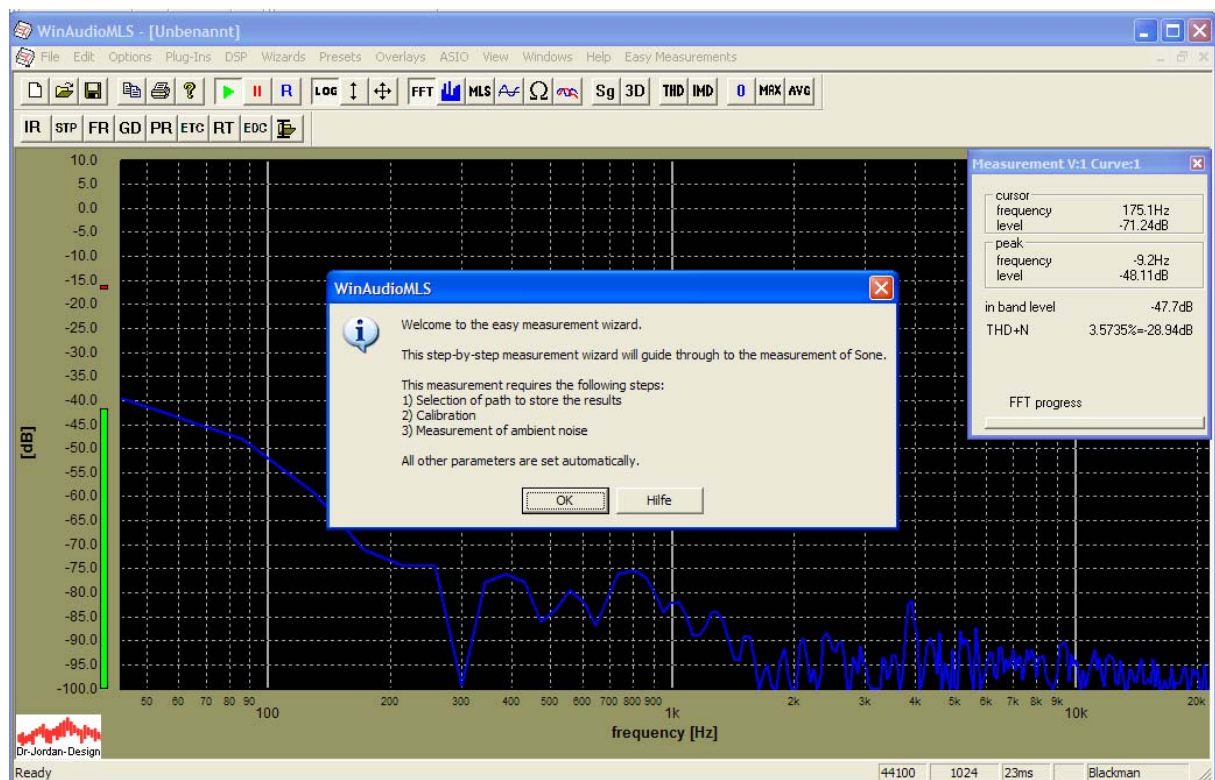 WinAudioMLS - [Unbenannt]
File Edit Options Plug-Ins DSP Wizards Presets Overlays ASIO View Windows Help Easy Measurements
R LOG FFT MLS Ω Sg 3D THD IMD 0 MAX AVG
IR STP FR GD PR ETC RT EDC
10.0
5.0
0.0
-5.0
-10.0
-15.0
-20.0
-25.0
-30.0
-35.0
-40.0
-45.0
-50.0
-55.0
-60.0
-65.0
-70.0
-75.0
-80.0
-85.0
-90.0
-95.0
-100.0
[dB]
Measurement V:1 Curve:1
cursor
frequency 175.1Hz
level -71.24dB
peak
frequency -9.2Hz
level -48.11dB
in band level -47.7dB
THD+N 3.5735%=-28.94dB
FFT progress
WinAudioMLS
Welcome to the easy measurement wizard.
This step-by-step measurement wizard will guide through to the measurement of Sone.
This measurement requires the following steps:
1) Selection of path to store the results
2) Calibration
3) Measurement of ambient noise
All other parameters are set automatically.
OK Hilfe
50 60 70 80 90 100 200 300 400 500 600 700 800 900 1K 2k 3k 4k 5k 6k 7k 8k 9k 10K 20k
frequency [Hz]
Dr-Jordan-Design
Ready 44100 1024 23ms Blackman